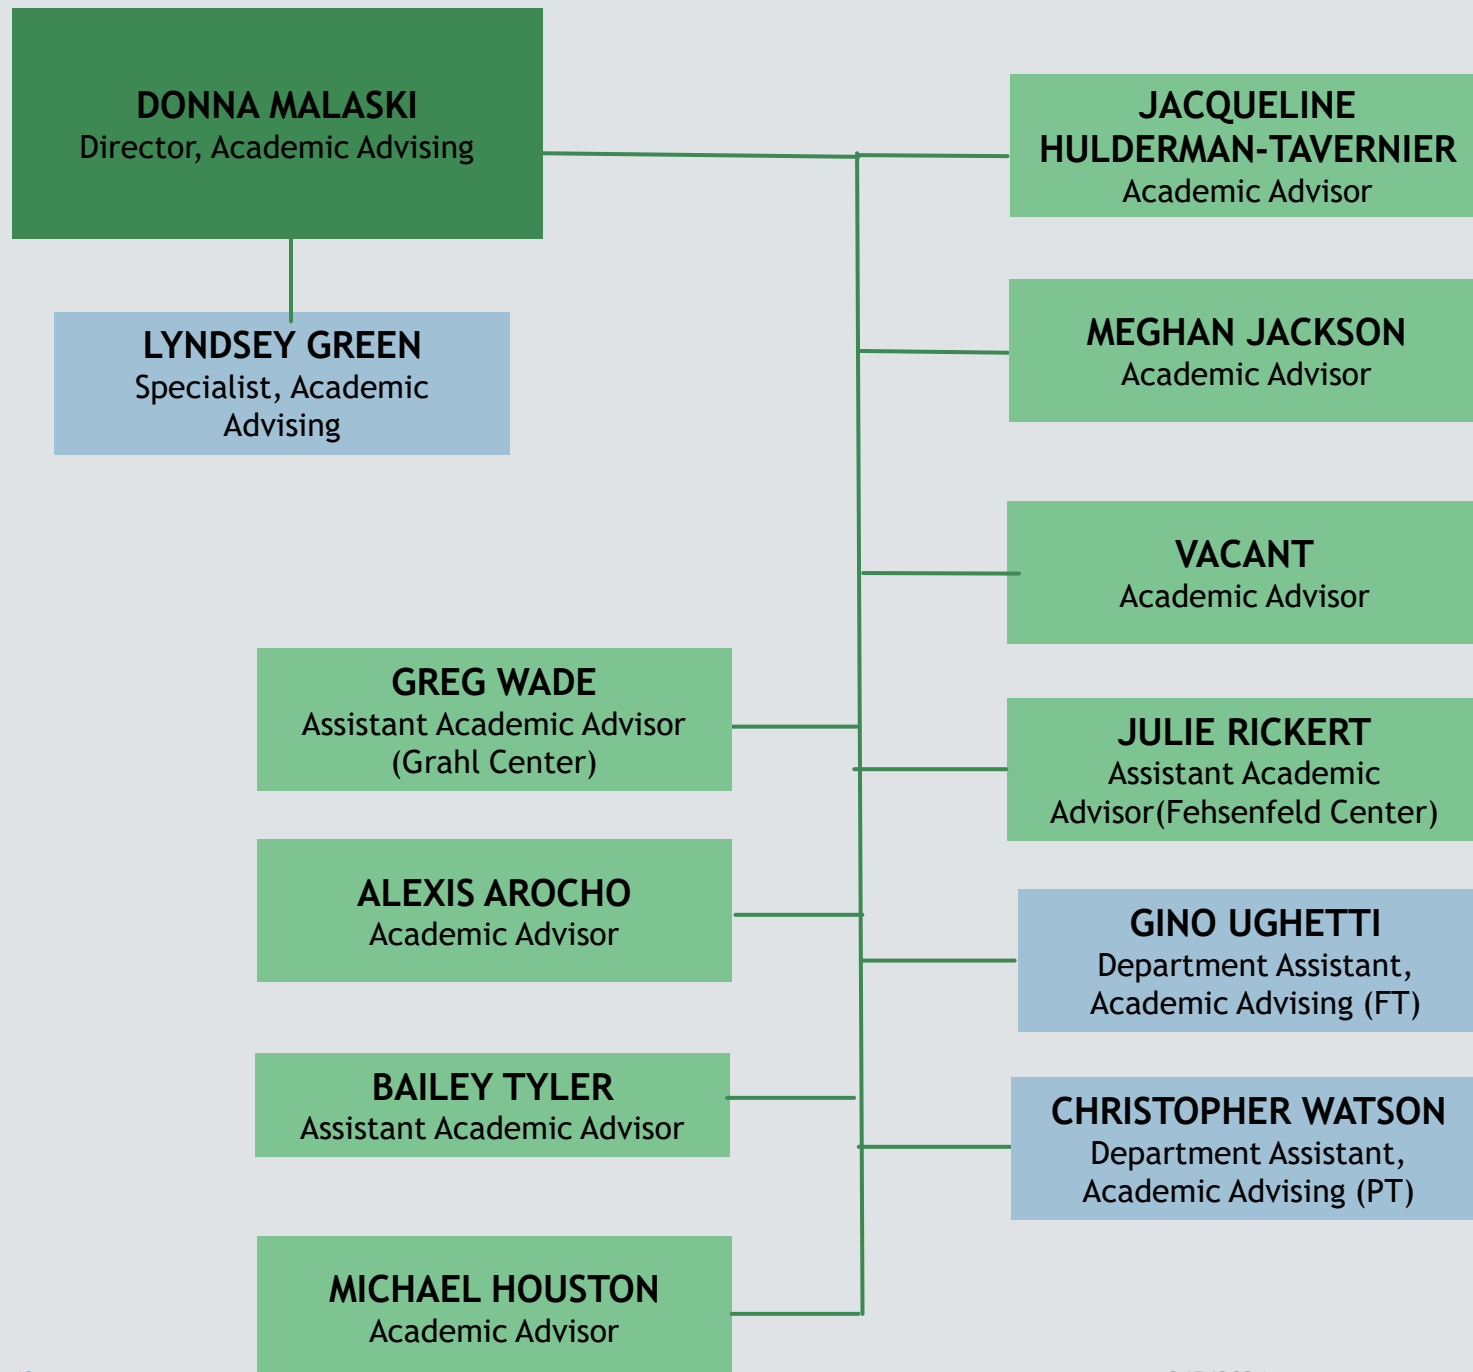 DONNA MALASKI
Director, Academic Advising
LYNDSEY GREEN
Specialist, Academic
Advising
JACQUELINE
HULDERMAN-TAVERNIER
Academic Advisor
MEGHAN JACKSON
Academic Advisor
VACANT
Academic Advisor
GREG WADE
Assistant Academic Advisor
(Grahl Center)
JULIE RICKERT
Assistant Academic
Advisor(Fehsenfeld Center)
ALEXIS AROCHO
Academic Advisor
GINO UGHETTI
Department Assistant,
Academic Advising (FT)
BAILEY TYLER
Assistant Academic Advisor
CHRISTOPHER WATSON
Department Assistant,
Academic Advising (PT)
MICHAEL HOUSTON
Academic Advisor